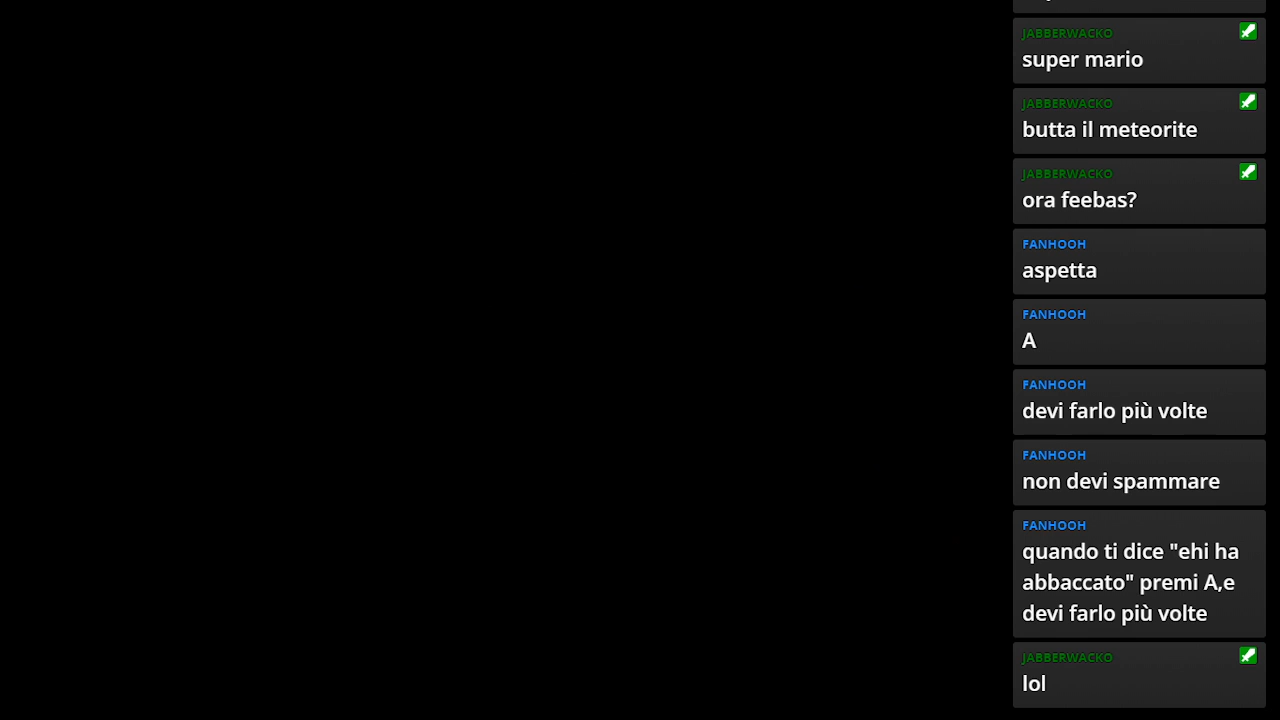 JABBERWACKO
super mario
JABBERWACKO
butta il meteorite
JABBERWACKO
ora feebas?
FANHOOH
aspetta
FANHOOH
A
FANHOOH
devi farlo più volte
FANHOOH
non devi spammare
FANHOOH
quando ti dice "ehi ha
abbaccato" premi A,e
devi farlo più volte
JABBERWACKO
lol